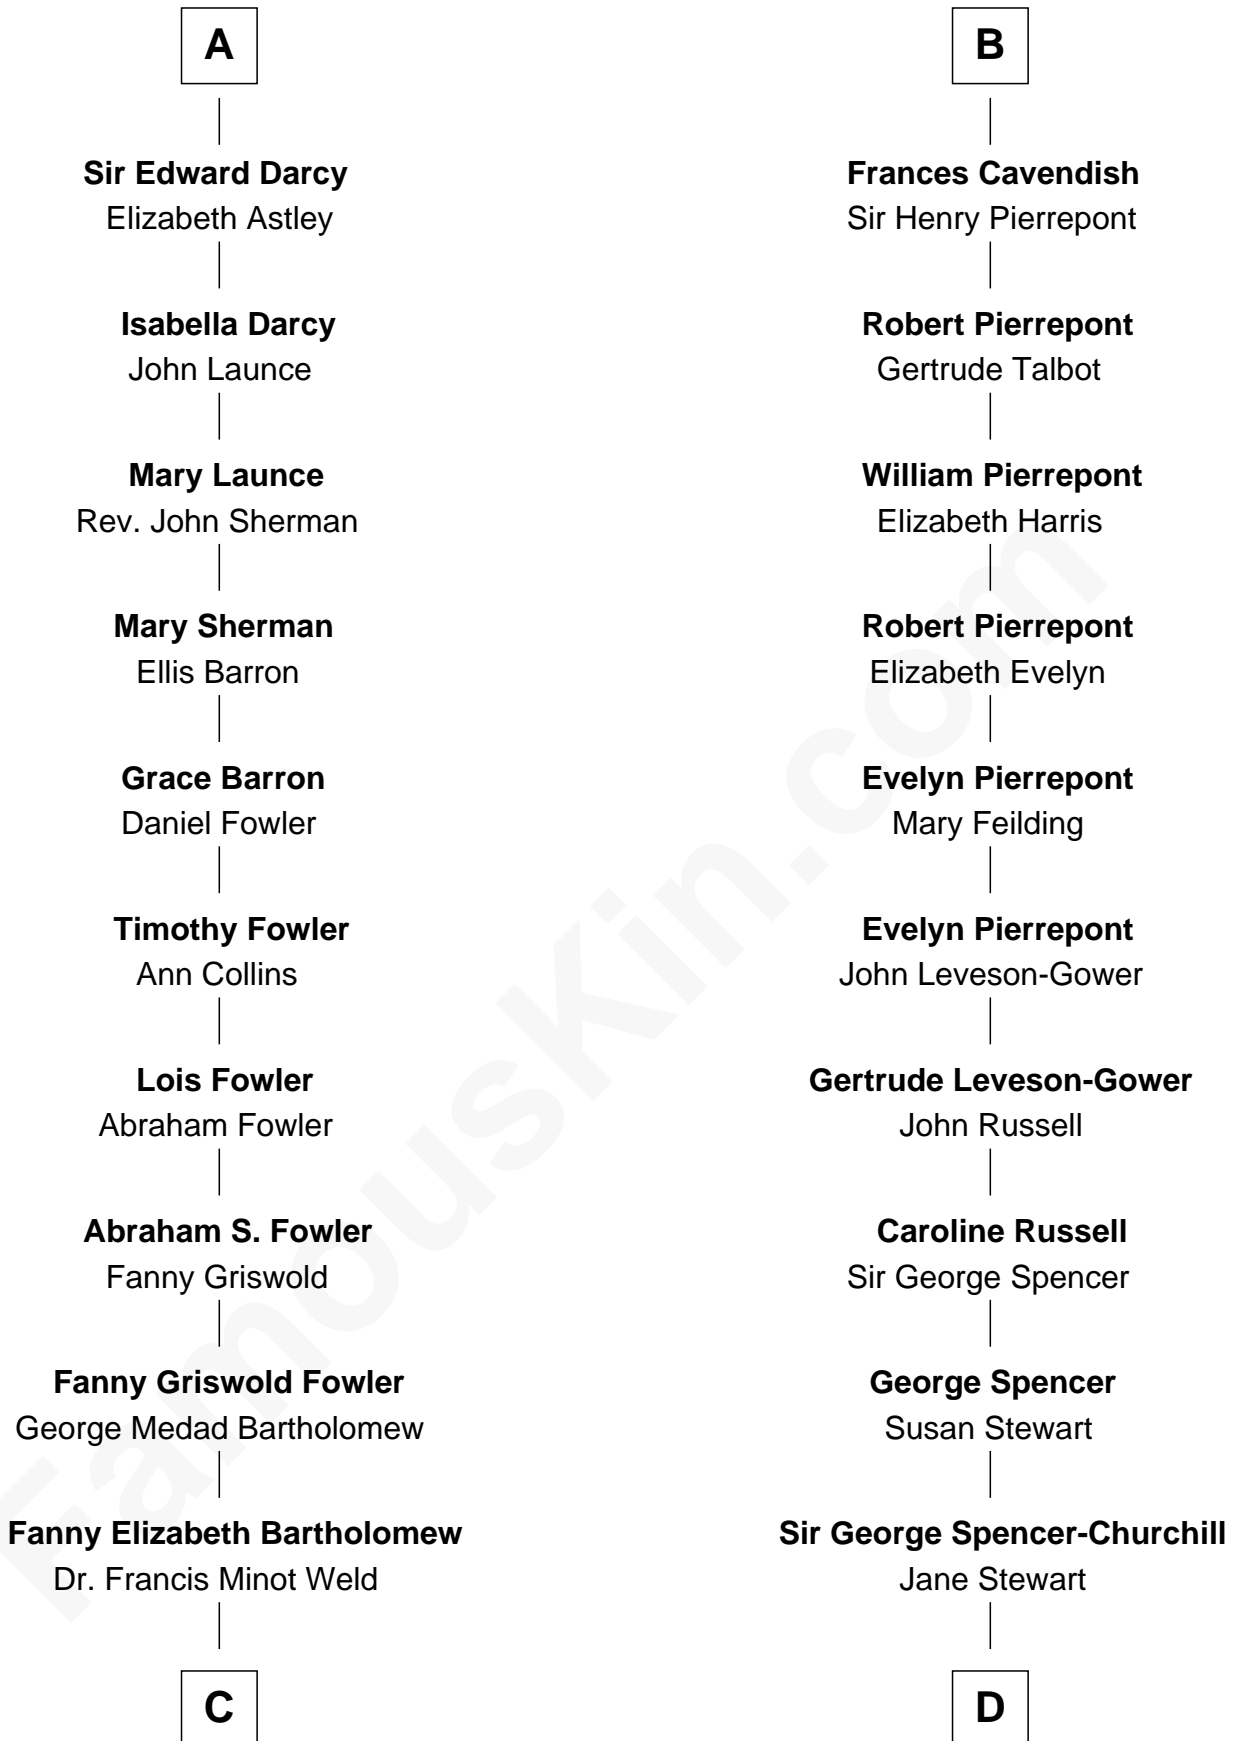 A
Sir Edward Darcy
Elizabeth Astley
Isabella Darcy
John Launce
Mary Launce
Rev. John Sherman
Mary Sherman
Ellis Barron
Grace Barron
Daniel Fowler
Timothy Fowler
Ann Collins
Lois Fowler
Abraham Fowler
Abraham S. Fowler
Fanny Griswold
Fanny Griswold Fowler
George Medad Bartholomew
Fanny Elizabeth Bartholomew
Dr. Francis Minot Weld
C
B
Frances Cavendish
Sir Henry Pierrepont
Robert Pierrepont
Gertrude Talbot
William Pierrepont
Elizabeth Harris
Robert Pierrepont
Elizabeth Evelyn
Evelyn Pierrepont
Mary Feilding
Evelyn Pierrepont
John Leveson-Gower
Gertrude Leveson-Gower
John Russell
Caroline Russell
Sir George Spencer
George Spencer
Susan Stewart
Sir George Spencer-Churchill
Jane Stewart
D
FamousKin.com